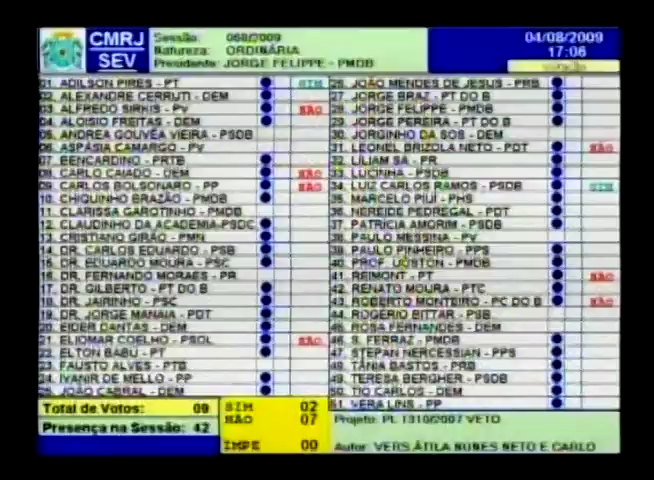 CMRJ
SEV
Sessão: 068/2009
Natureza: ORDINÁRIA
Presidente: JORGE FELIPPE - PMDB
04/08/2009
17:06
votação
01. ADILSON PIRES - PT SIM
02. ALEXANDRE CERRUTI - DEM
03. ALFREDO SIRKIS - PV NÃO
04. ALOISIO FREITAS - DEM
05. ANDREA GOUVÊA VIEIRA - PSDB
06. ASPÁSIA CAMARGO - PV
07. BENCARDINO - PRTB
08. CARLO CAIADO - DEM NÃO
09. CARLOS BOLSONARO - PP NÃO
10. CHIQUINHO BRAZÃO - PMDB
11. CLARISSA GAROTINHO - PMDB
12. CLAUDINHO DA ACADEMIA-PSDC
13. CRISTIANO GIRÃO - PMN
14. DR. CARLOS EDUARDO - PSB
15. DR. EDUARDO MOURA - PSC
16. DR. FERNANDO MORAES - PR
17. DR. GILBERTO - PT DO B
18. DR. JAIRINHO - PSC
19. DR. JORGE MANAIA - PDT
20. EIDER DANTAS - DEM
21. ELIOMAR COELHO - PSOL NÃO
22. ELTON BABÚ - PT
23. FAUSTO ALVES - PTB
24. IVANIR DE MELLO - PP
25. JOÃO CABRAL - DEM
26. JOÃO MENDES DE JESUS - PRB
27. JORGE BRAZ - PT DO B
28. JORGE FELIPPE - PMDB
29. JORGE PEREIRA - PT DO B
30. JORGINHO DA SOS - DEM
31. LEONEL BRIZOLA NETO - PDT NÃO
32. LILIAM SÁ - PR
33. LUCINHA - PSDB
34. LUIZ CARLOS RAMOS - PSDB SIM
35. MARCELO PIUÍ - PHS
36. NEREIDE PEDREGAL - PDT
37. PATRÍCIA AMORIM - PSDB
38. PAULO MESSINA - PV
39. PAULO PINHEIRO - PPS
40. PROF. UÓSTON - PMDB
41. REIMONT - PT NÃO
42. RENATO MOURA - PTC
43. ROBERTO MONTEIRO - PC DO B NÃO
44. ROGÉRIO BITTAR - PSB
45. ROSA FERNANDES - DEM
46. S. FERRAZ - PMDB
47. STEPAN NERCESSIAN - PPS
48. TÂNIA BASTOS - PRB
49. TERESA BERGHER - PSDB
50. TIO CARLOS - DEM
51. VERA LINS - PP
Total de Votos: 09
Presença na Sessão: 42
SIM 02
NÃO 07
IMPE 00
Projeto: PL 1310/2007 VETO
Autor: VERS ÁTILA NUNES NETO E CARLO